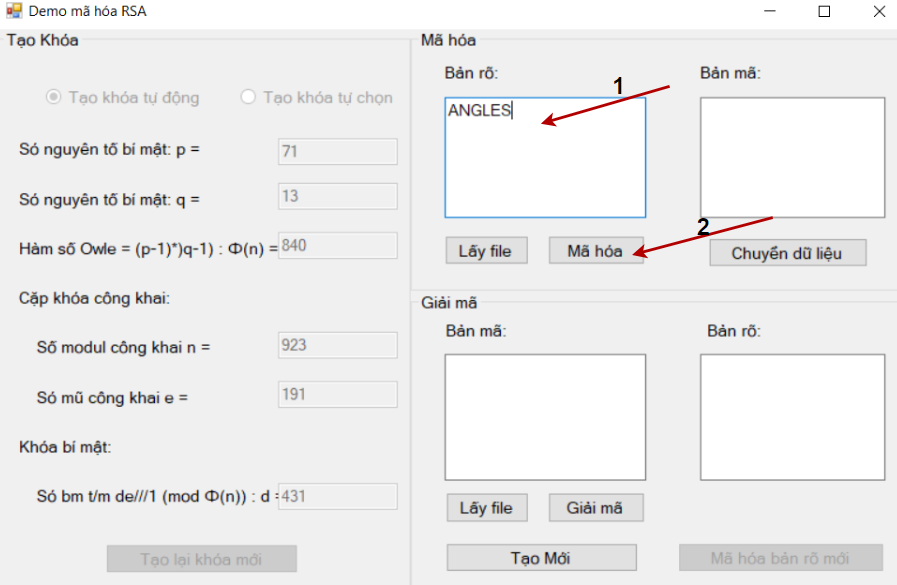 Demo mã hóa RSA
Tạo Khóa
Tạo khóa tự động
Tạo khóa tự chọn
Só nguyên tố bí mật: p =
71
Só nguyên tố bí mật: q =
13
Hàm số Owle = (p-1)*)q-1) : Φ(n) =
840
Cặp khóa công khai:
Số modul công khai n =
923
Só mũ công khai e =
191
Khóa bí mật:
Só bm t/m de///1 (mod Φ(n)) : d =
431
Tạo lại khóa mới
Mã hóa
Bản rõ:
1
Bản mã:
ANGLES
2
Lấy file
Mã hóa
Chuyển dữ liệu
Giải mã
Bản mã:
Bản rõ:
Lấy file
Giải mã
Tạo Mới
Mã hóa bản rõ mới